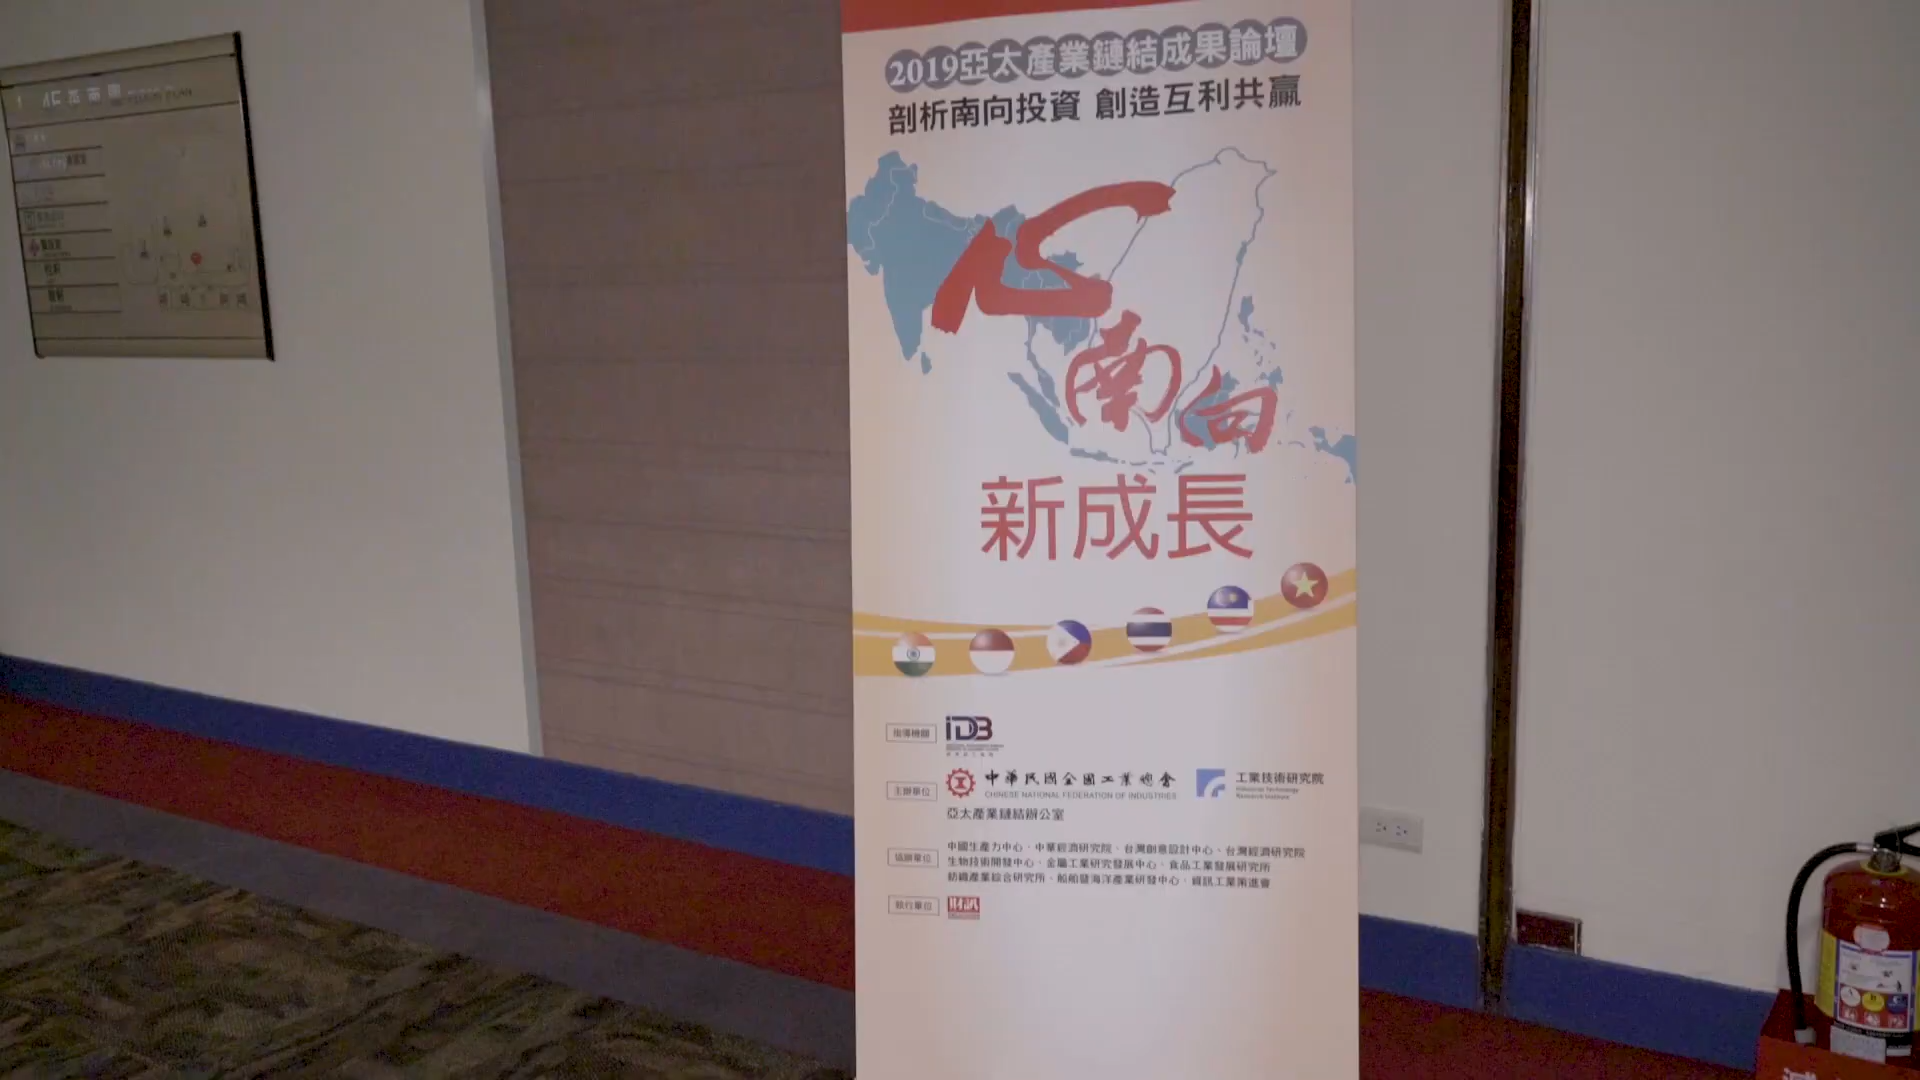 2019亞太產業鏈結成果論壇
剖析南向投資 創造互利共贏
心
南
向
新成長
指導機關
IDB
主辦單位
中華民國全國工業總會
CHINESE NATIONAL FEDERATION OF INDUSTRIES
工業技術研究院
Industrial Technology
Research Institute
亞太產業鏈結辦公室
協辦單位
中國生產力中心、中華經濟研究院、台灣創意設計中心、台灣經濟研究院
生物技術開發中心、金屬工業研究發展中心、食品工業發展研究所
紡織產業綜合研究所、船舶暨海洋產業研發中心、資訊工業策進會
執行單位
財訊